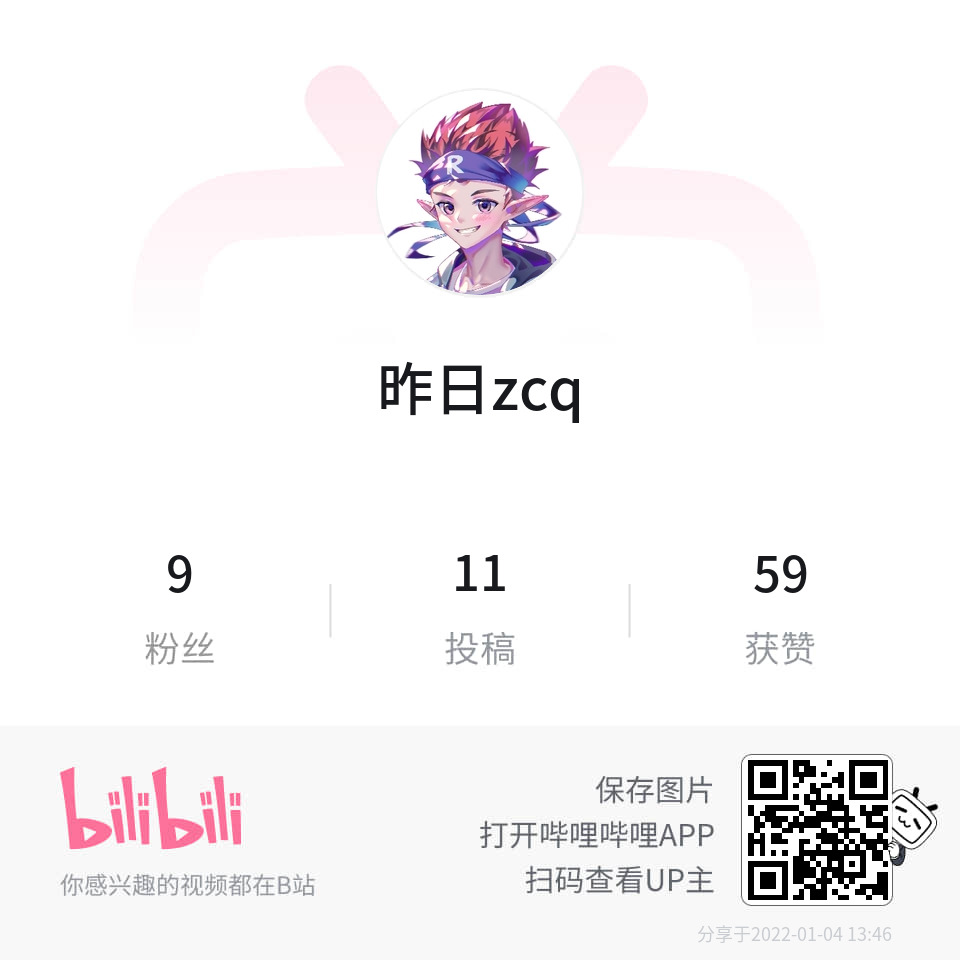 R
昨日zcq
9
11
59
粉丝
投稿
获赞
bilibili
你感兴趣的视频都在B站
保存图片
打开哔哩哔哩APP
扫码查看UP主
分享于2022-01-04 13:46